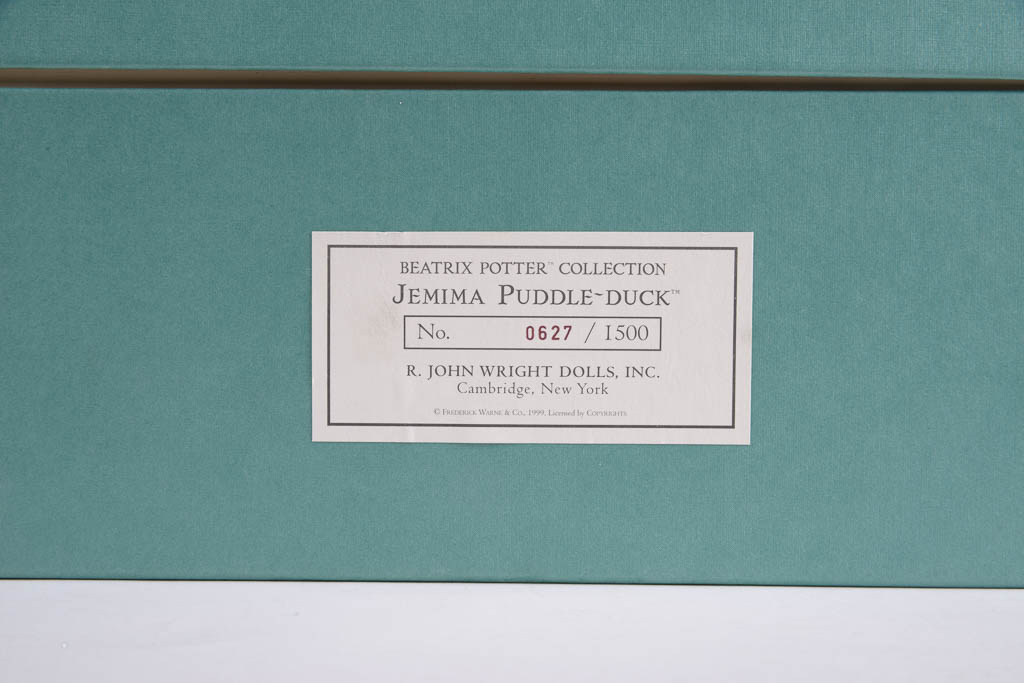 BEATRIX POTTER™ COLLECTION
JEMIMA PUDDLE~DUCK™
No. 0627 / 1500
R. JOHN WRIGHT DOLLS, INC.
Cambridge, New York
© FREDERICK WARNE & CO., 1999. Licensed by COPYRIGHTS